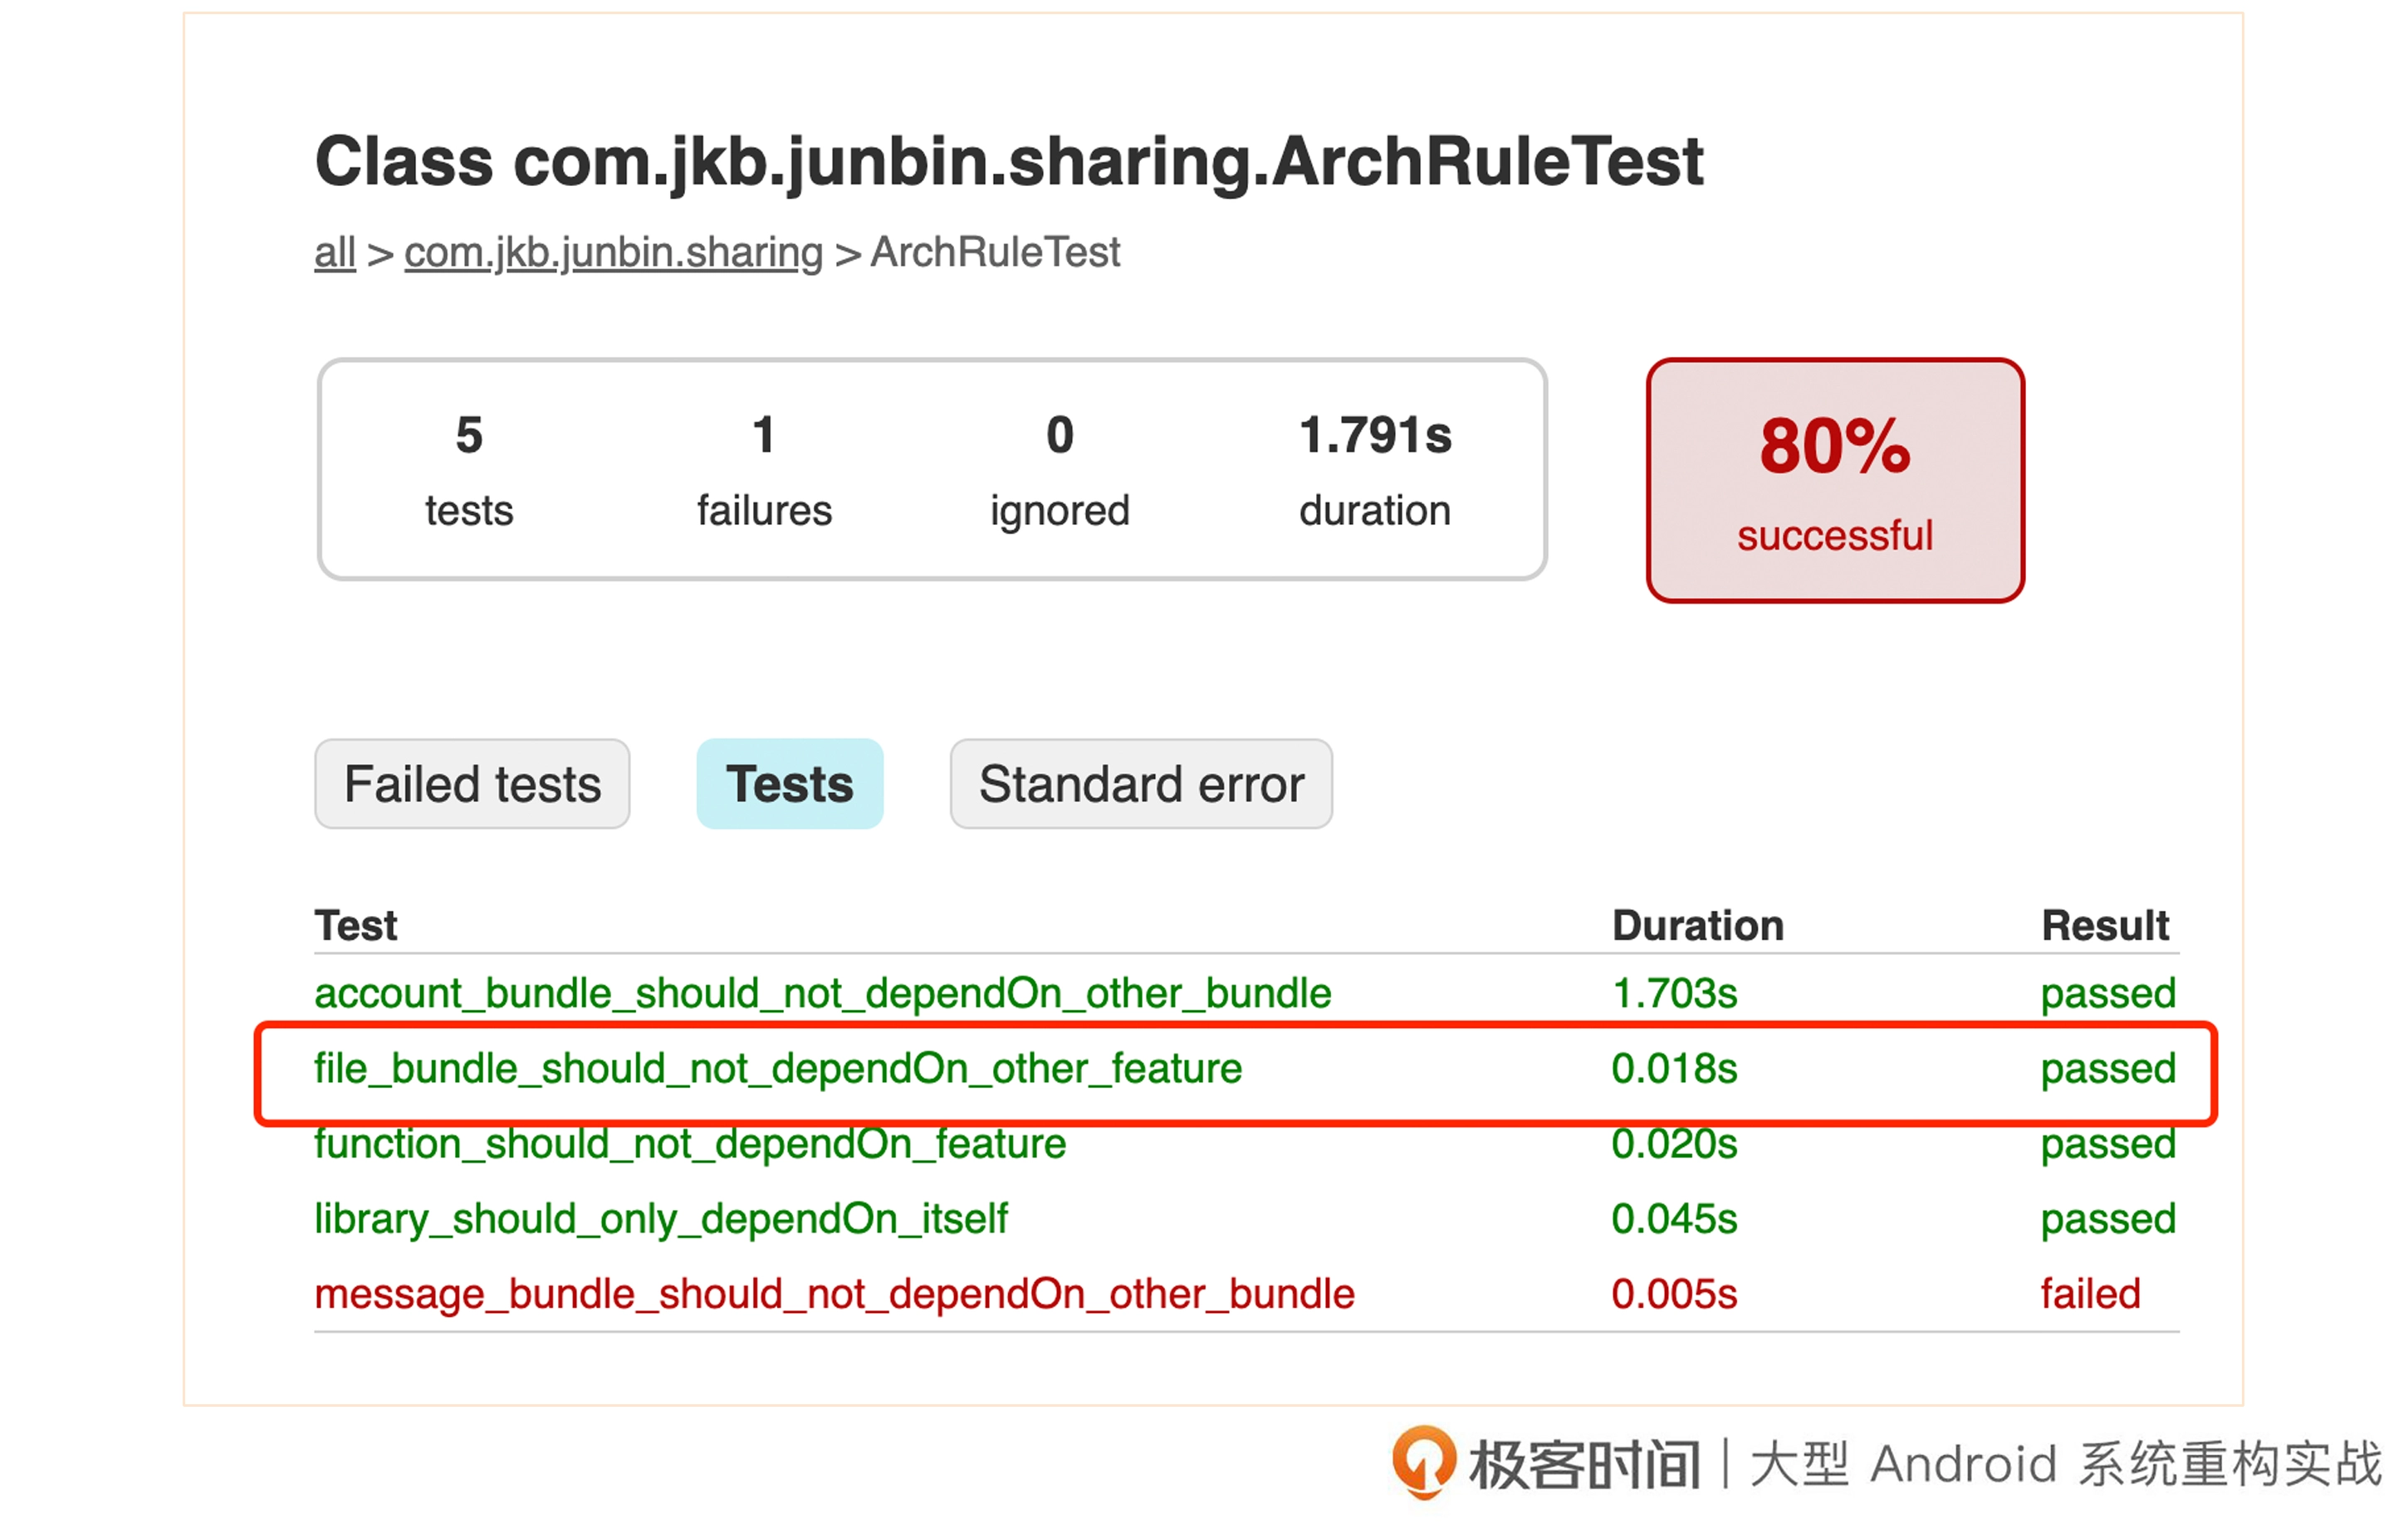 Class com.jkb.junbin.sharing.ArchRuleTest
all > com.jkb.junbin.sharing > ArchRuleTest
5 1 0 1.791s
tests failures ignored duration
80%
successful
Failed tests Tests Standard error
Test Duration Result
account_bundle_should_not_dependOn_other_bundle 1.703s passed
file_bundle_should_not_dependOn_other_feature 0.018s passed
function_should_not_dependOn_feature 0.020s passed
library_should_only_dependOn_itself 0.045s passed
message_bundle_should_not_dependOn_other_bundle 0.005s failed
极客时间 | 大型 Android 系统重构实战